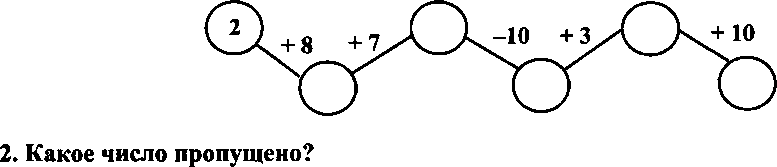 2 + 8 + 7 –10 + 3 + 10
2. Какое число пропущено?